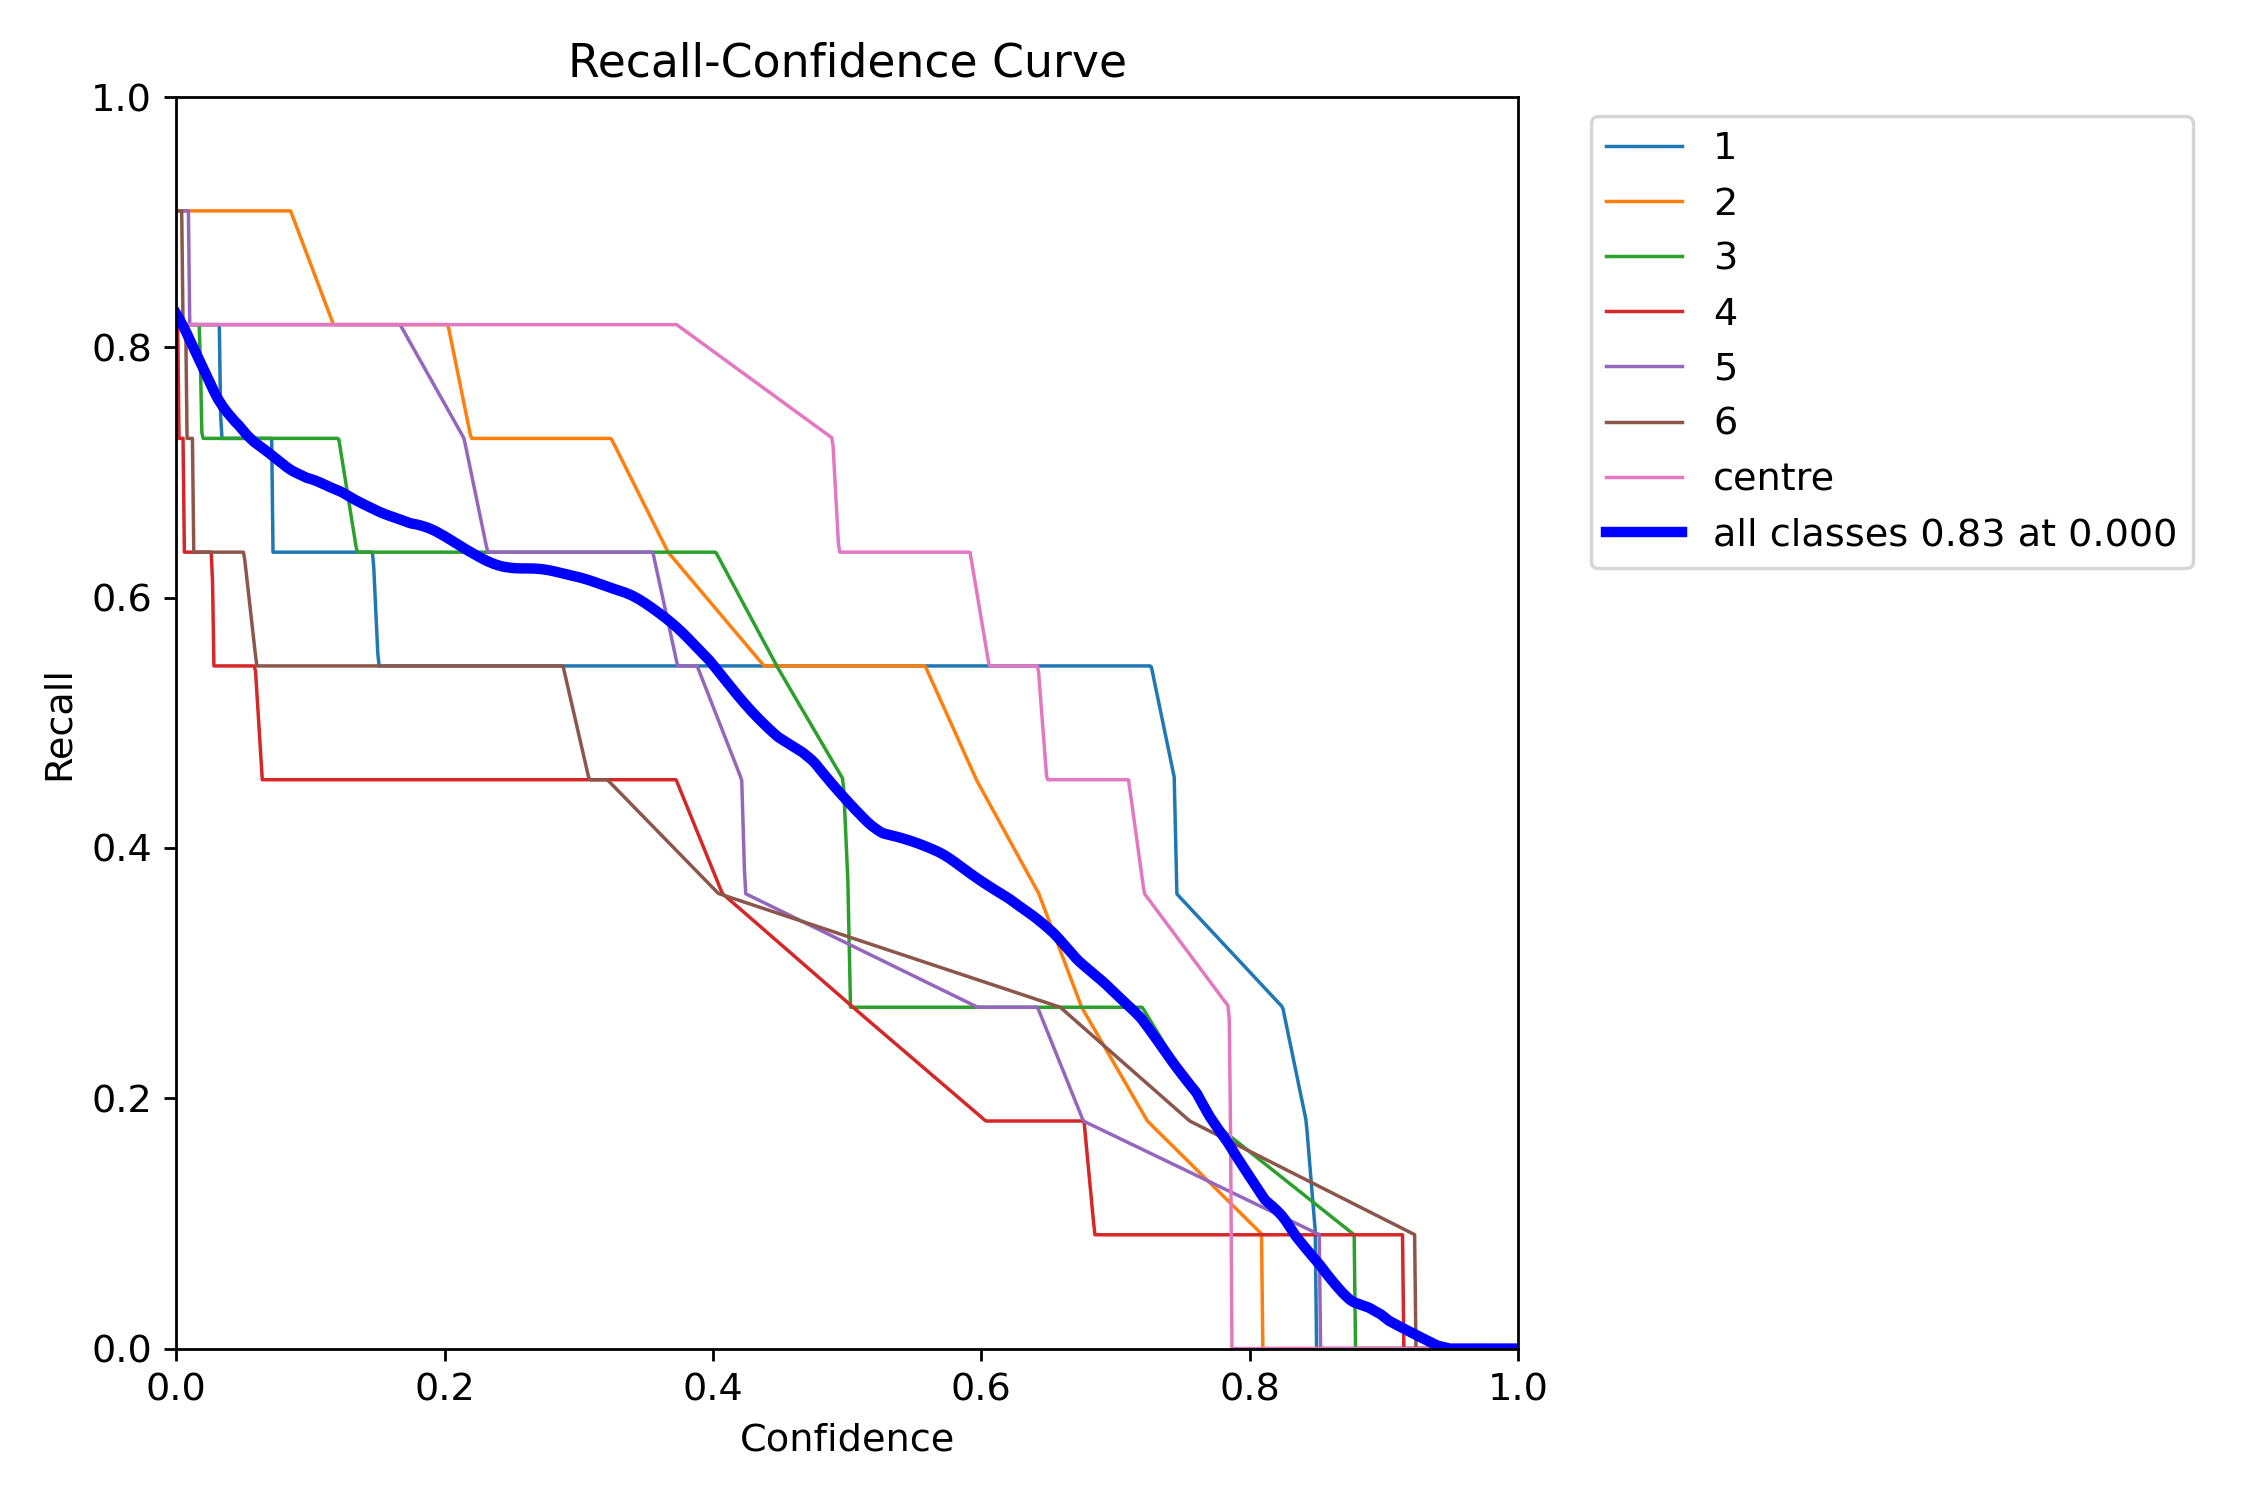 Recall-Confidence Curve
1.0
0.8
0.6
0.4
0.2
0.0
Recall
0.0 0.2 0.4 0.6 0.8 1.0
Confidence
1
2
3
4
5
6
centre
all classes 0.83 at 0.000